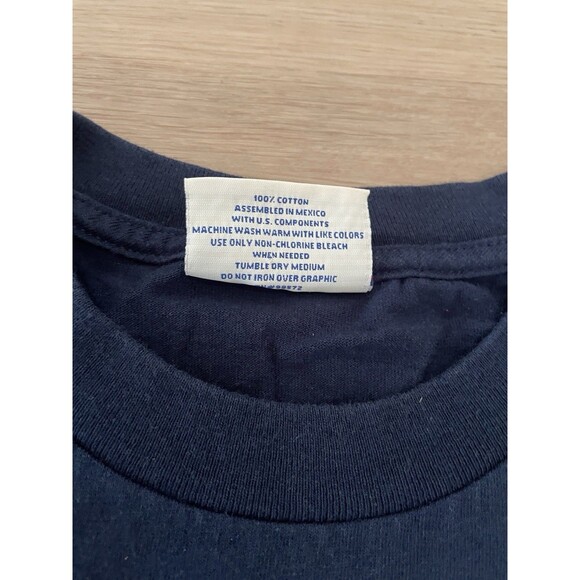 100% COTTON
ASSEMBLED IN MEXICO
WITH U.S. COMPONENTS
MACHINE WASH WARM WITH LIKE COLORS
USE ONLY NON-CHLORINE BLEACH
WHEN NEEDED
TUMBLE DRY MEDIUM
DO NOT IRON OVER GRAPHIC